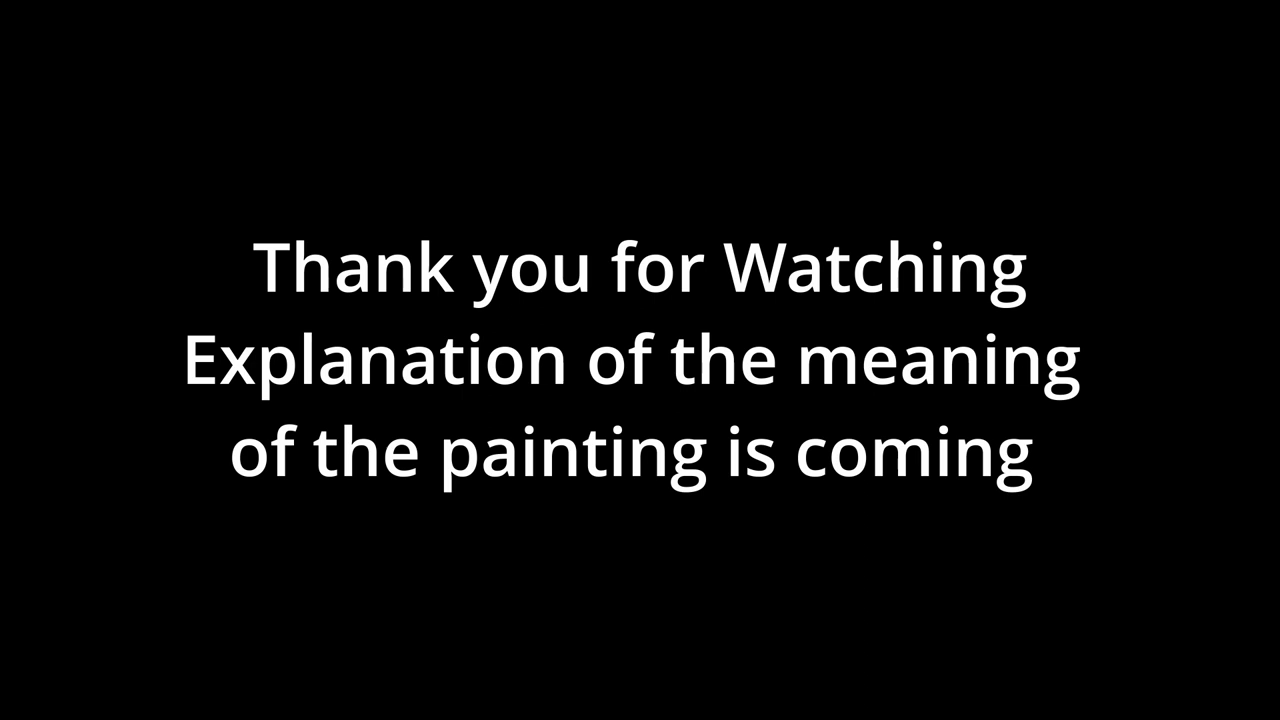 Thank you for Watching
Explanation of the meaning
of the painting is coming